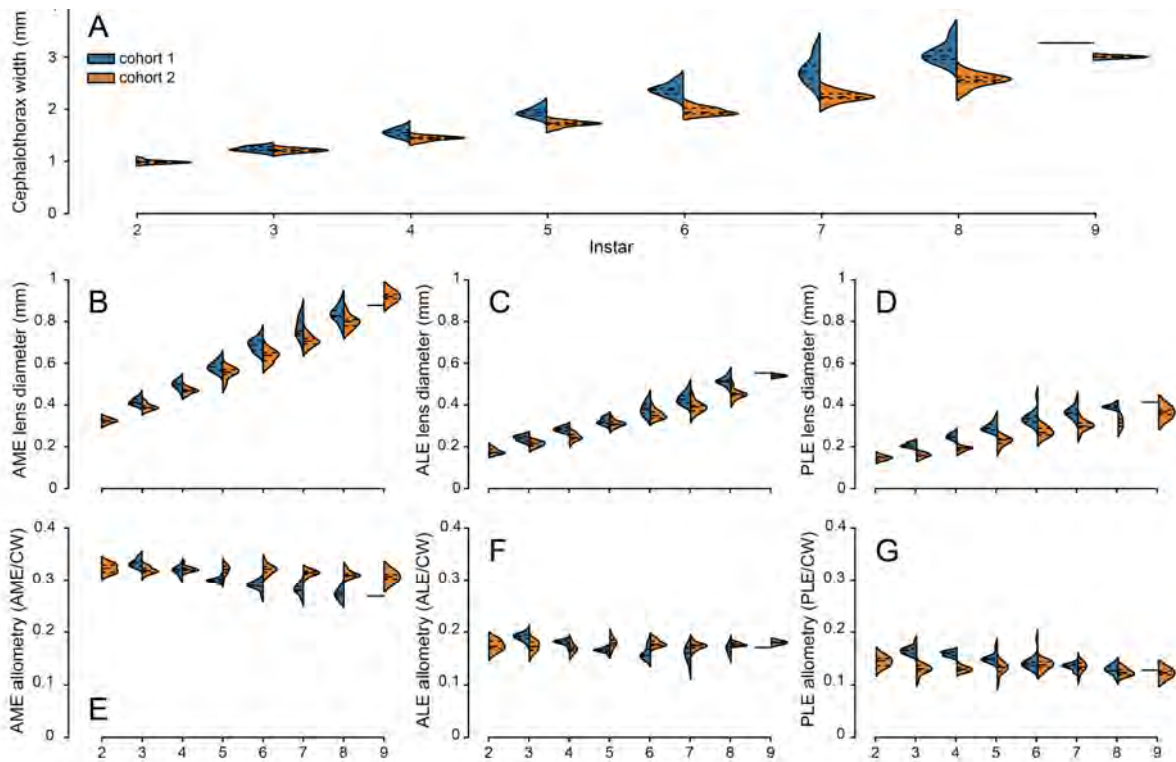 Cephalothorax width (mm
A
cohort 1
cohort 2
3
2
1
0
2 3 4 5 6 7 8 9
Instar
AME lens diameter (mm)
B
1
0.8
0.6
0.4
0.2
0
ALE lens diameter (mm)
C
1
0.8
0.6
0.4
0.2
0
PLE lens diameter (mm)
D
1
0.8
0.6
0.4
0.2
0
AME allometry (AME/CW)
E
0.4
0.3
0.2
0.1
0
2 3 4 5 6 7 8 9
ALE allometry (ALE/CW)
F
0.4
0.3
0.2
0.1
0
2 3 4 5 6 7 8 9
PLE allometry (PLE/CW)
G
0.4
0.3
0.2
0.1
0
2 3 4 5 6 7 8 9